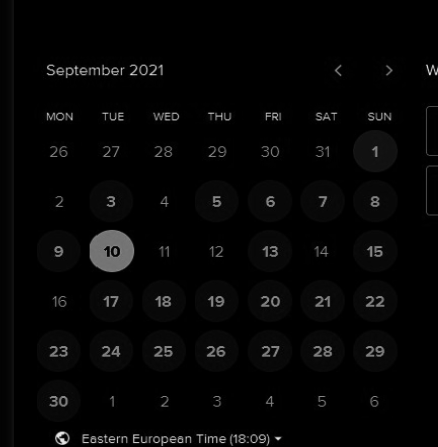 September 2021 < > W
MON TUE WED THU FRI SAT SUN
26 27 28 29 30 31 1
2 3 4 5 6 7 8
9 10 11 12 13 14 15
16 17 18 19 20 21 22
23 24 25 26 27 28 29
30 1 2 3 4 5 6
Eastern European Time (18:09)